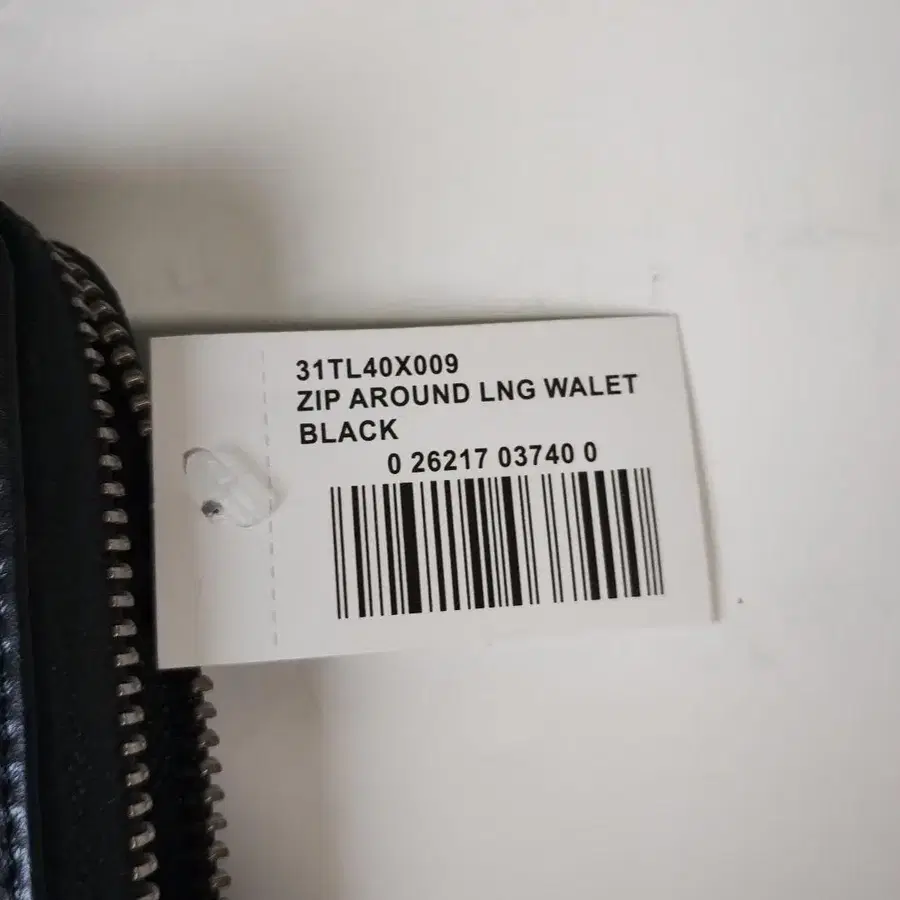 31TL40X009
ZIP AROUND LNG WALET
BLACK
0 26217 03740 0